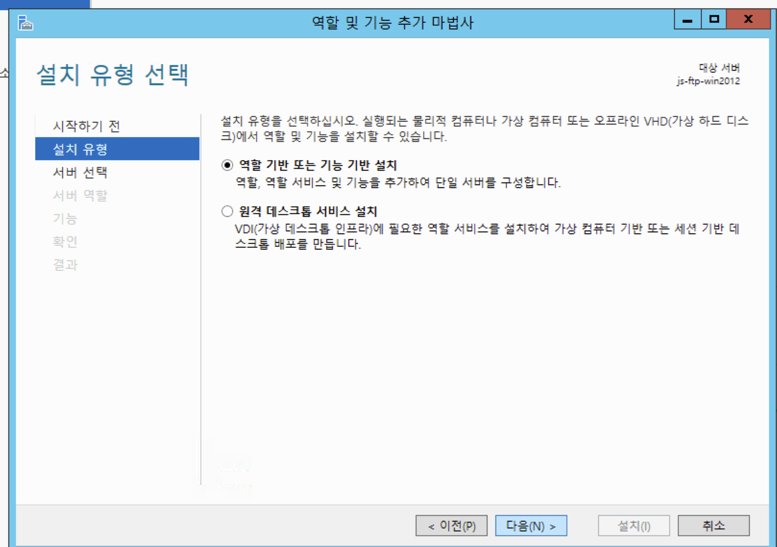 역할 및 기능 추가 마법사
설치 유형 선택
대상 서버
js-ftp-win2012
시작하기 전
설치 유형
서버 선택
서버 역할
기능
확인
결과
설치 유형을 선택하십시오. 실행되는 물리적 컴퓨터나 가상 컴퓨터 또는 오프라인 VHD(가상 하드 디스
크)에서 역할 및 기능을 설치할 수 있습니다.
역할 기반 또는 기능 기반 설치
역할, 역할 서비스 및 기능을 추가하여 단일 서버를 구성합니다.
원격 데스크톱 서비스 설치
VDI(가상 데스크톱 인프라)에 필요한 역할 서비스를 설치하여 가상 컴퓨터 기반 또는 세션 기반 데
스크톱 배포를 만듭니다.
< 이전(P)
다음(N) >
설치(I)
취소